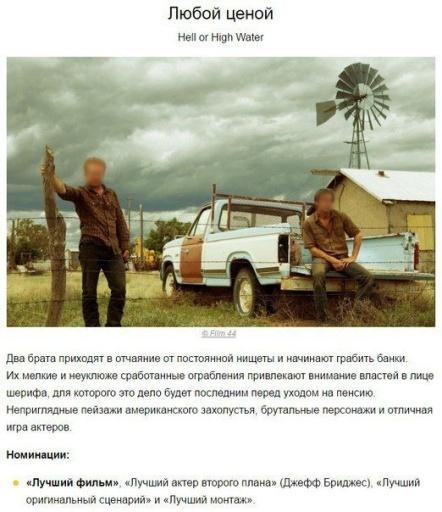 Любой ценой
Hell or High Water
© Film 44
Два брата приходят в отчаяние от постоянной нищеты и начинают грабить банки.
Их мелкие и неуклюже сработанные ограбления привлекают внимание властей в лице
шерифа, для которого это дело будет последним перед уходом на пенсию.
Неприглядные пейзажи американского захолустья, брутальные персонажи и отличная
игра актеров.
Номинации:
«Лучший фильм», «Лучший актер второго плана» (Джефф Бриджес), «Лучший
оригинальный сценарий» и «Лучший монтаж».